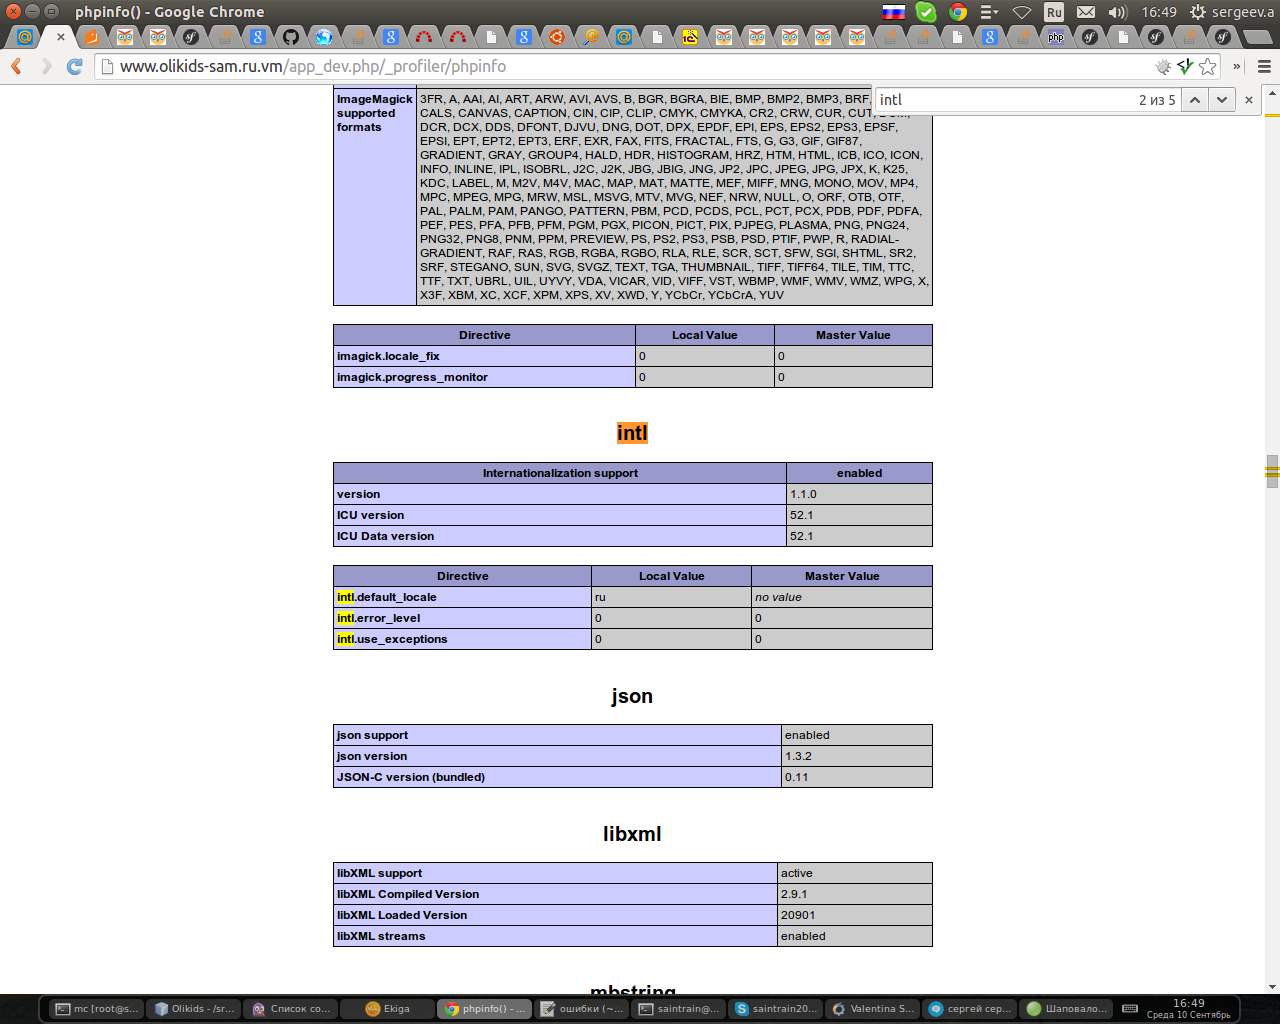 phpinfo() - Google Chrome
Ru
16:49
sergeev.a
www.olikids-sam.ru.vm/app_dev.php/_profiler/phpinfo
intl
2 из 5
ImageMagick supported formats
3FR, A, AAI, AI, ART, ARW, AVI, AVS, B, BGR, BGRA, BIE, BMP, BMP2, BMP3, BRF,
CALS, CANVAS, CAPTION, CIN, CIP, CLIP, CMYK, CMYKA, CR2, CRW, CUR, CUT,
DCR, DCX, DDS, DFONT, DJVU, DNG, DOT, DPX, EPDF, EPI, EPS, EPS2, EPS3, EPSF,
EPSI, EPT, EPT2, EPT3, ERF, EXR, FAX, FITS, FRACTAL, FTS, G, G3, GIF, GIF87,
GRADIENT, GRAY, GROUP4, HALD, HDR, HISTOGRAM, HRZ, HTM, HTML, ICB, ICO, ICON,
INFO, INLINE, IPL, ISOBRL, J2C, J2K, JBG, JBIG, JNG, JP2, JPC, JPEG, JPG, JPX, K, K25,
KDC, LABEL, M, M2V, M4V, MAC, MAP, MAT, MATTE, MEF, MIFF, MNG, MONO, MOV, MP4,
MPC, MPEG, MPG, MRW, MSL, MSVG, MTV, MVG, NEF, NRW, NULL, O, ORF, OTB, OTF,
PAL, PALM, PAM, PANGO, PATTERN, PBM, PCD, PCDS, PCL, PCT, PCX, PDB, PDF, PDFA,
PEF, PES, PFA, PFB, PFM, PGM, PGX, PICON, PICT, PIX, PJPEG, PLASMA, PNG, PNG24,
PNG32, PNG8, PNM, PPM, PREVIEW, PS, PS2, PS3, PSB, PSD, PTIF, PWP, R, RADIAL-
GRADIENT, RAF, RAS, RGB, RGBA, RGBO, RLA, RLE, SCR, SCT, SFW, SGI, SHTML, SR2,
SRF, STEGANO, SUN, SVG, SVGZ, TEXT, TGA, THUMBNAIL, TIFF, TIFF64, TILE, TIM, TTC,
TTF, TXT, UBRL, UIL, UYVY, VDA, VICAR, VID, VIFF, VST, WBMP, WMF, WMV, WMZ, WPG, X,
X3F, XBM, XC, XCF, XPM, XPS, XV, XWD, Y, YCbCr, YCbCrA, YUV
Directive Local Value Master Value
imagick.locale_fix 0 0
imagick.progress_monitor 0 0
intl
Internationalization support enabled
version 1.1.0
ICU version 52.1
ICU Data version 52.1
Directive Local Value Master Value
intl.default_locale ru no value
intl.error_level 0 0
intl.use_exceptions 0 0
json
json support enabled
json version 1.3.2
JSON-C version (bundled) 0.11
libxml
libXML support active
libXML Compiled Version 2.9.1
libXML Loaded Version 20901
libXML streams enabled
mbstring
mc [root@s...
Olikids - /sr...
Список со...
Ekiga
phpinfo() - ...
ошибки (~...
saintrain@...
saintrain20...
Valentina S...
сергей сер...
Шаповало...
16:49
Среда 10 Сентябрь